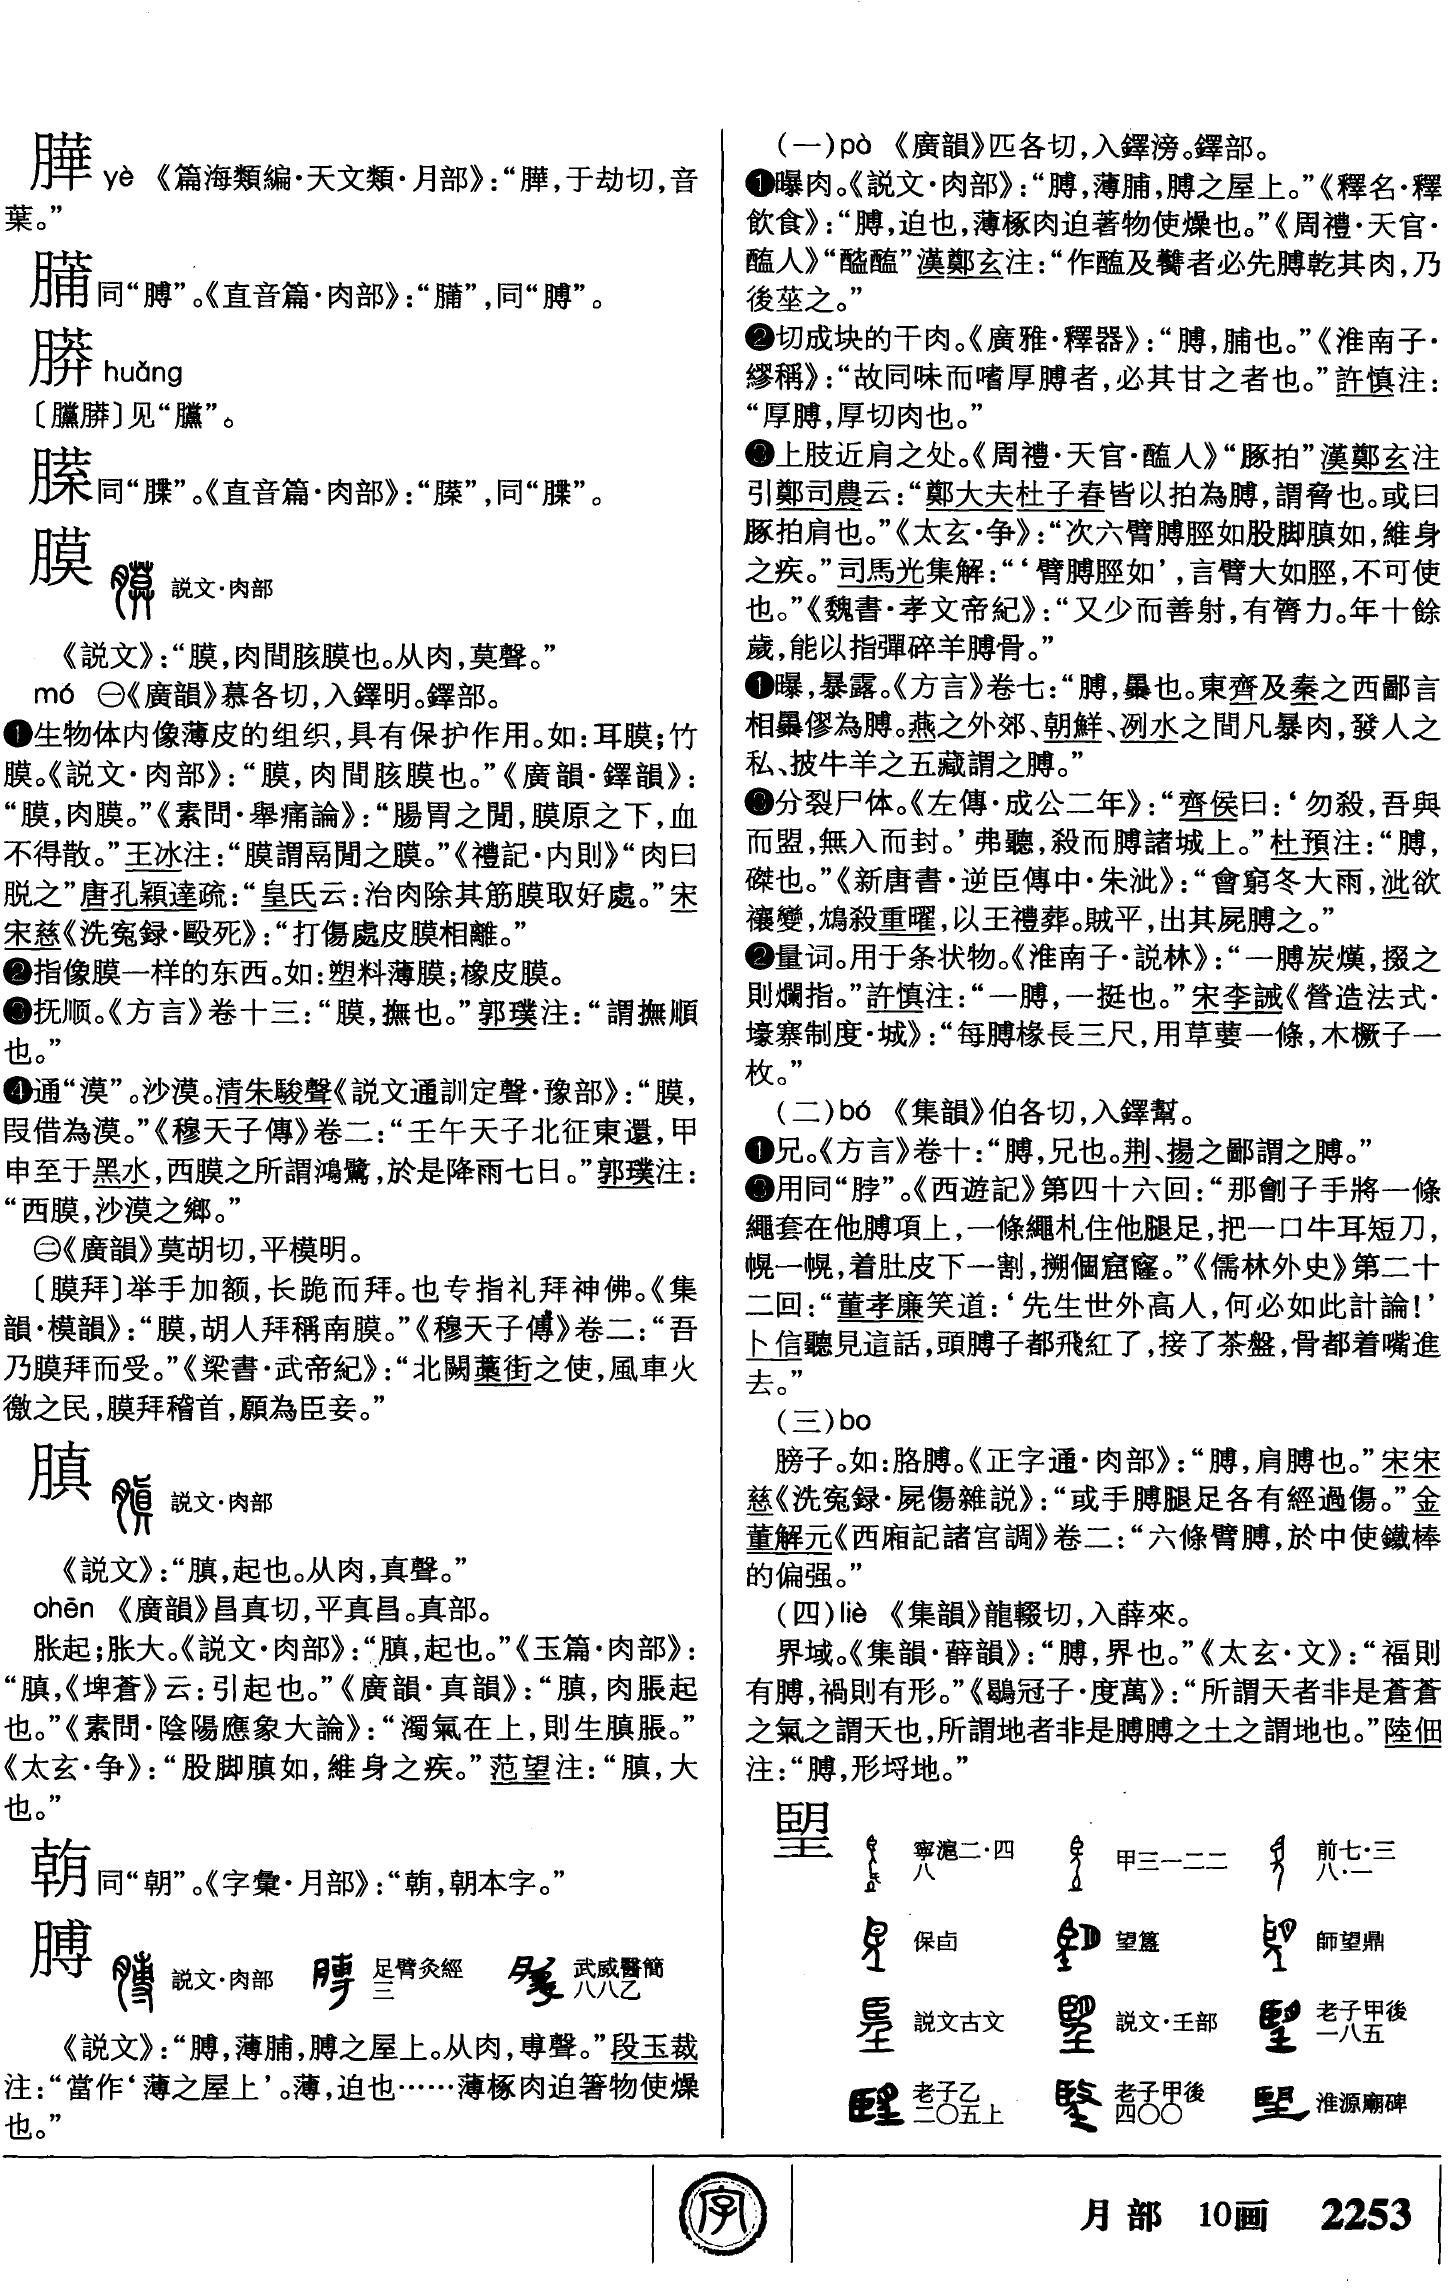 yè 《篇海類編·天文類·月部》：“㬱，于劫切，音
葉。”
同“膊”。《直音篇·肉部》：“䐿”，同“膊”。
huǎng
同“䐑”。《直音篇·肉部》：
膜
説文·肉部
《説文》：“膜，肉間胲膜也。从肉，莫聲。”
mó ㊀《廣韻》慕各切，入鐸明。鐸部。
❶生物体内像薄皮的组织，具有保护作用。如：耳膜；竹
膜。《説文·肉部》：“膜，肉間胲膜也。”《廣韻·鐸韻》：
“膜，肉膜。”《素問·舉痛論》：“腸胃之閒，膜原之下，血
不得散。”王冰注：“膜謂鬲閒之膜。”《禮記·内則》“肉曰
脱之”唐孔穎達疏：“皇氏云：治肉除其筋膜取好處。”宋
宋慈《洗冤録·毆死》：“打傷處皮膜相離。”
❷指像膜一样的东西。如：塑料薄膜；橡皮膜。
❸抚顺。《方言》卷十三：“膜，撫也。”郭璞注：“謂撫順
也。”
❹通“漠”。沙漠。清朱駿聲《説文通訓定聲·豫部》：“膜，
叚借為漠。”《穆天子傳》卷二：“壬午天子北征東還，甲
申至于黑水，西膜之所謂鴻鷺，於是降雨七日。”郭璞注：
“西膜，沙漠之鄉。”
㊁《廣韻》莫胡切，平模明。
〔膜拜〕举手加额，长跪而拜。也专指礼拜神佛。《集
韻·模韻》：“膜，胡人拜稱南膜。”《穆天子傳》卷二：“吾
乃膜拜而受。”《梁書·武帝紀》：“北闕藁街之使，風車火
徼之民，膜拜稽首，願為臣妾。”
䐜
説文·肉部
《説文》：“䐜，起也。从肉，真聲。”
ohēn 《廣韻》昌真切，平真昌。真部。
胀起；胀大。《説文·肉部》：“䐜，起也。”《玉篇·肉部》：
“䐜，《埤蒼》云：引起也。”《廣韻·真韻》：“䐜，肉脹起
也。”《素問·陰陽應象大論》：“濁氣在上，則生䐜脹。”
《太玄·争》：“股脚䐜如，維身之疾。”范望注：“䐜，大
也。”
同“朝”。《字彙·月部》：“朝本字。”
膊
説文·肉部
足臂灸經
三
武威醫簡
八八乙
《説文》：“膊，薄脯，膊之屋上。从肉，尃聲。”段玉裁
注：“當作‘薄之屋上’。薄，迫也……薄椓肉迫箸物使燥
也。”
（一）pò 《廣韻》匹各切，入鐸滂。鐸部。
❶曝肉。《説文·肉部》：“膊，薄脯，膊之屋上。”《釋名·釋
飲食》：“膊，迫也，薄椓肉迫著物使燥也。”《周禮·天官·
醢人》“醓醢”漢鄭玄注：“作醢及臡者必先膊乾其肉，乃
後莝之。”
❷切成块的干肉。《廣雅·釋器》：“膊，脯也。”《淮南子·
繆稱》：“故同味而嗜厚膊者，必其甘之者也。”許慎注：
“厚膊，厚切肉也。”
❸上肢近肩之处。《周禮·天官·醢人》“豚拍”漢鄭玄注
引鄭司農云：“鄭大夫杜子春皆以拍為膊，謂脅也。或曰
豚拍肩也。”《太玄·争》：“次六臂膊脛如股脚䐜如，維身
之疾。”司馬光集解：“‘臂膊脛如’，言臂大如脛，不可使
也。”《魏書·孝文帝紀》：“又少而善射，有膂力。年十餘
歲，能以指彈碎羊膊骨。”
❶曝，暴露。《方言》卷七：“膊，㬥也。東齊及秦之西鄙言
相㬥僇為膊。燕之外郊、朝鮮、洌水之間凡暴肉，發人之
私、披牛羊之五藏謂之膊。”
❸分裂尸体。《左傳·成公二年》：“齊侯曰：‘勿殺，吾與
而盟，無入而封。’弗聽，殺而膊諸城上。”杜預注：“膊，
磔也。”《新唐書·逆臣傳中·朱泚》：“會窮冬大雨，泚欲
禳變，鴆殺重曜，以王禮葬。賊平，出其屍膊之。”
❷量词。用于条状物。《淮南子·説林》：“一膊炭熯，掇之
則爛指。”許慎注：“一膊，一挺也。”宋李誡《營造法式·
壕寨制度·城》：“每膊椽長三尺，用草葽一條，木橛子一
枚。”
（二）bó 《集韻》伯各切，入鐸幫。
❶兄。《方言》卷十：“膊，兄也。荆、揚之鄙謂之膊。”
❸用同“脖”。《西遊記》第四十六回：“那劊子手將一條
繩套在他膊項上，一條繩札住他腿足，把一口牛耳短刀，
幌一幌，着肚皮下一割，搠個窟窿。”《儒林外史》第二十
二回：“董孝廉笑道：‘先生世外高人，何必如此計論！’
卜信聽見這話，頭膊子都飛紅了，接了茶盤，骨都着嘴進
去。”
（三）bo
膀子。如：胳膊。《正字通·肉部》：“膊，肩膊也。”宋宋
慈《洗冤録·屍傷雜説》：“或手膊腿足各有經過傷。”金
董解元《西廂記諸宫調》卷二：“六條臂膊，於中使鐵棒
的偏强。”
（四）liè 《集韻》龍輟切，入薛來。
界域。《集韻·薛韻》：“膊，界也。”《太玄·文》：“福則
有膊，禍則有形。”《鶡冠子·度萬》：“所謂天者非是蒼蒼
之氣之謂天也，所謂地者非是膊膊之土之謂地也。”陸佃
注：“膊，形埒地。”
朢
寧滬二·四
八
甲三一二二
前七·三
八·一
保卣
望簋
師望鼎
説文古文
説文·壬部
老子甲後
一八五
老子乙
二〇五上
老子甲後
四〇〇
淮源廟碑
字
月部 10画 2253